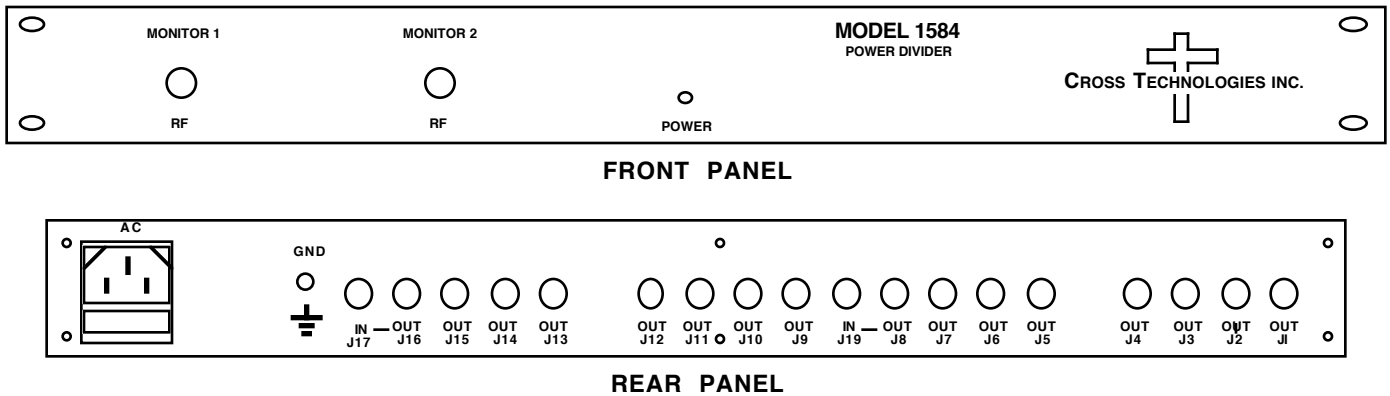 MONITOR 1
MONITOR 2
MODEL 1584
POWER DIVIDER
CROSS TECHNOLOGIES INC.
RF
RF
POWER
FRONT PANEL
AC
GND
IN — OUT OUT OUT OUT OUT OUT OUT OUT IN — OUT OUT OUT OUT OUT OUT OUT OUT
J17 J16 J15 J14 J13 J12 J11 J10 J9 J19 J8 J7 J6 J5 J4 J3 J2 JI
REAR PANEL